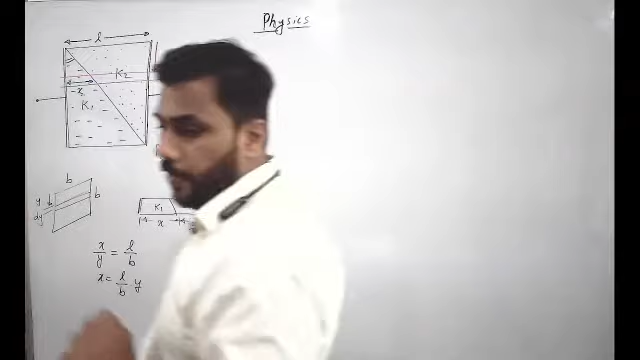 Physics
l
K₂
x
K₁
b
y
b
dy
K₁
x
x/y = l/b
x = l/b y